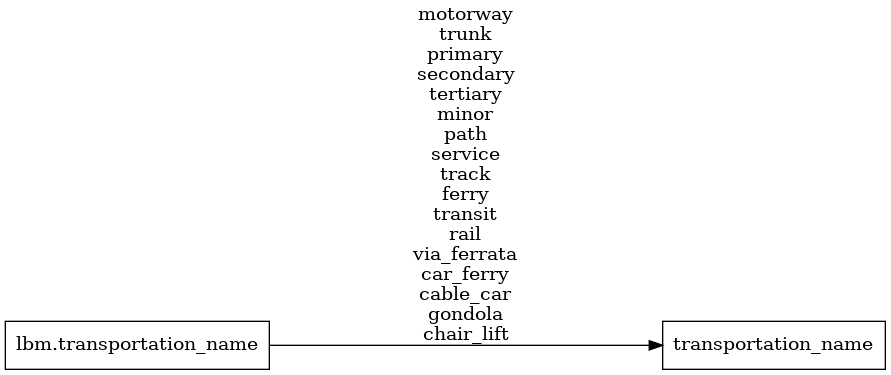 motorway
trunk
primary
secondary
tertiary
minor
path
service
track
ferry
transit
rail
via_ferrata
car_ferry
cable_car
gondola
chair_lift
lbm.transportation_name
transportation_name